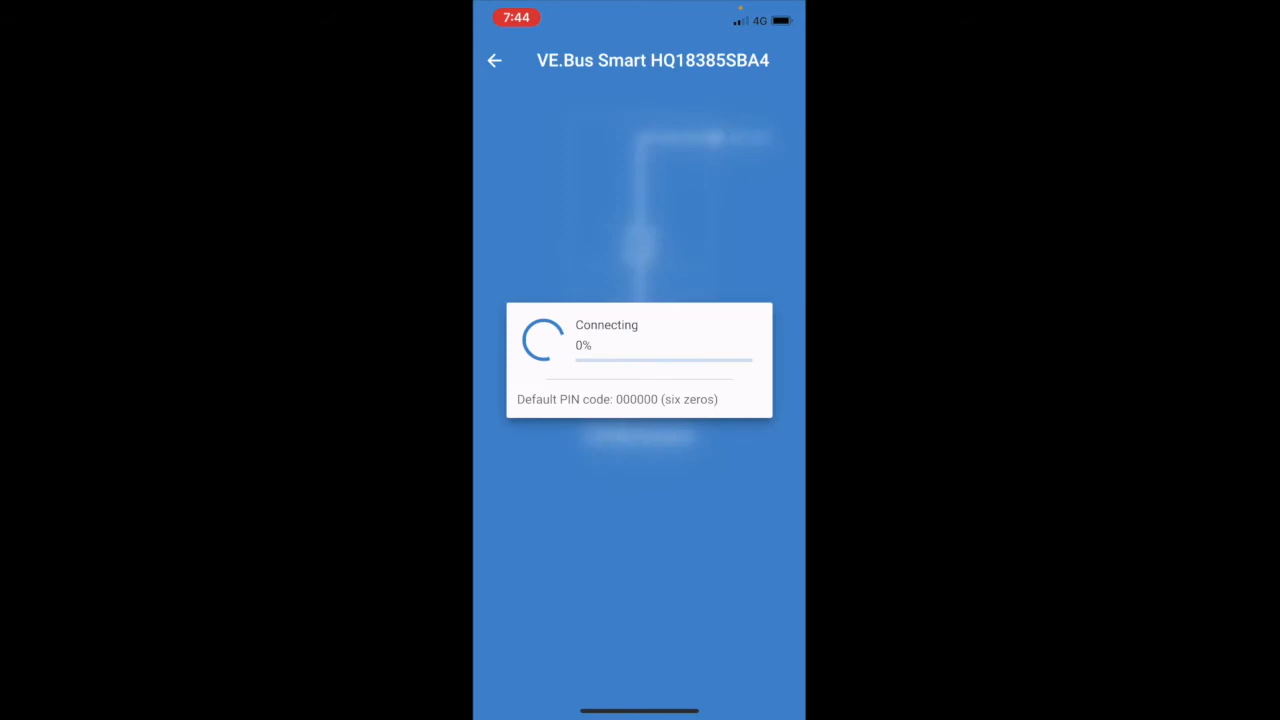 7:44
4G
VE.Bus Smart HQ18385SBA4
Connecting
0%
Default PIN code: 000000 (six zeros)